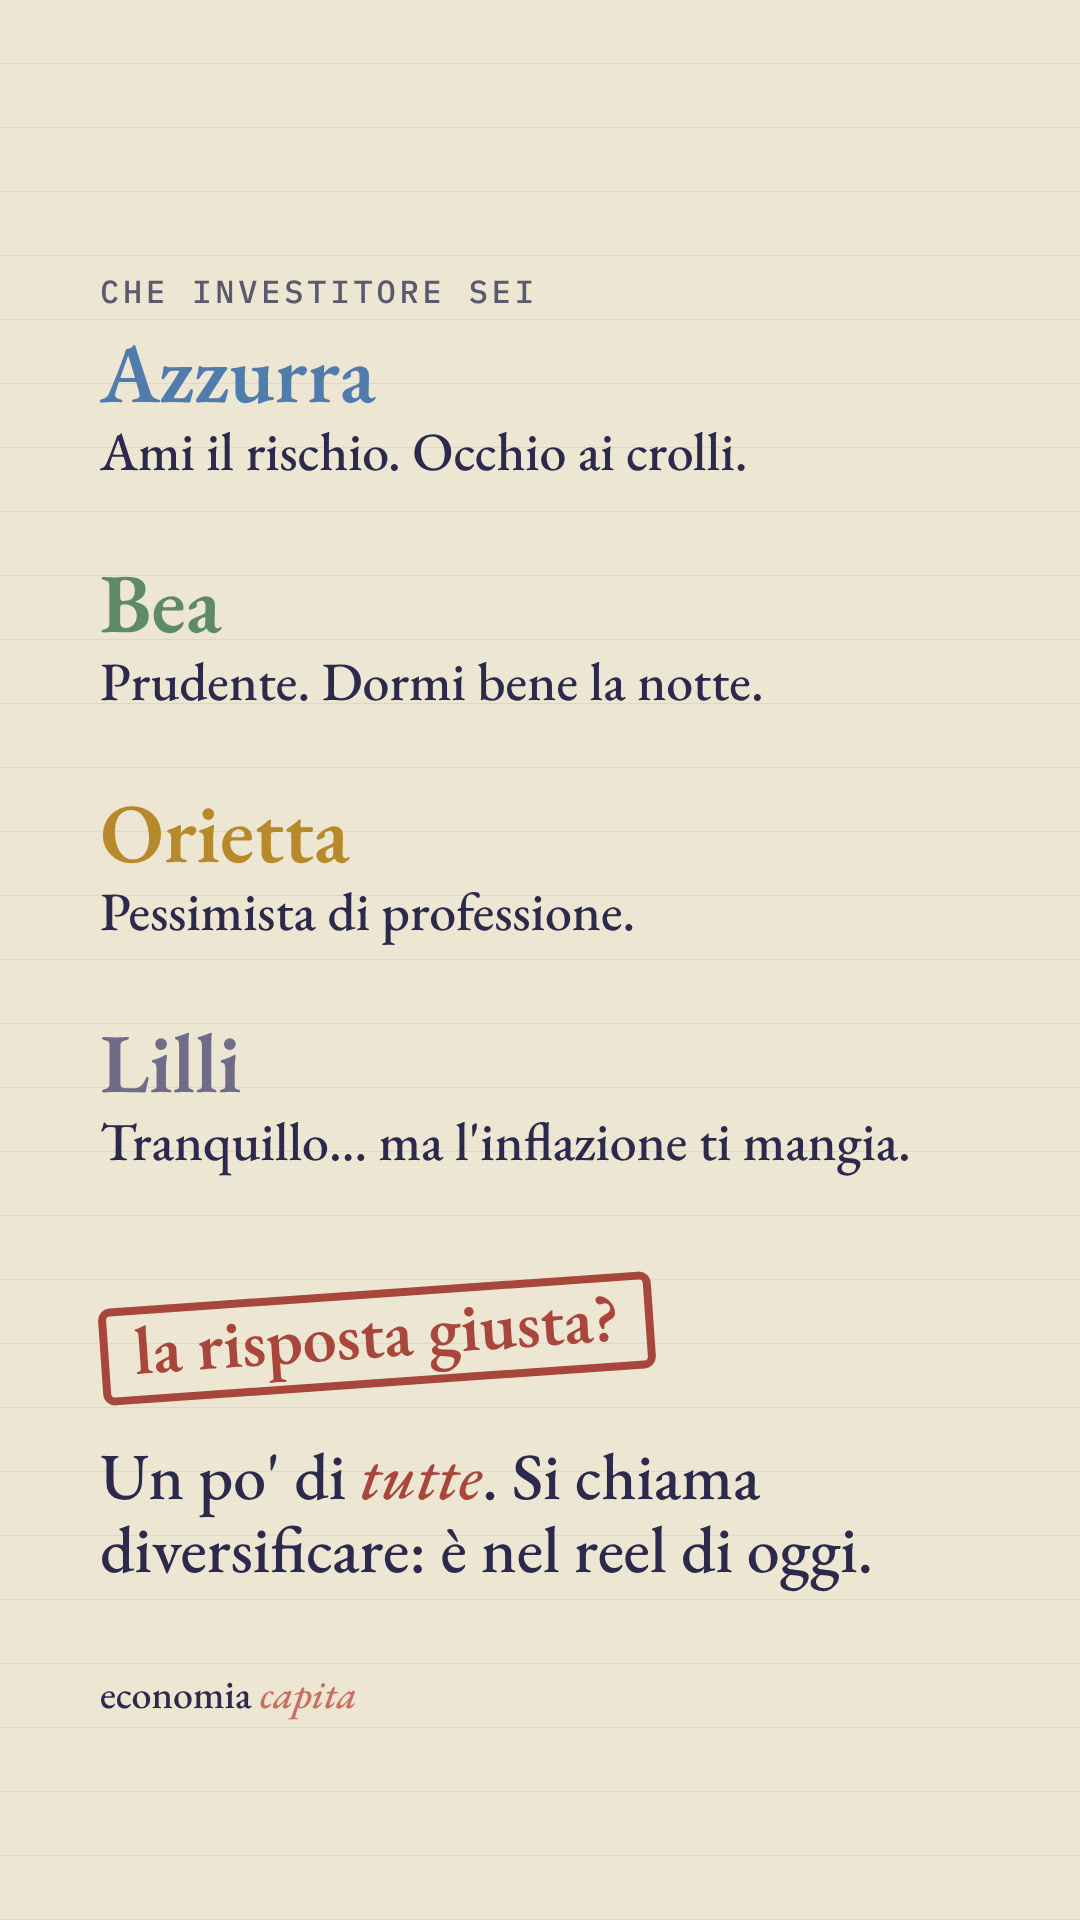 CHE INVESTITORE SEI
Azzurra
Ami il rischio. Occhio ai crolli.
Bea
Prudente. Dormi bene la notte.
Orietta
Pessimista di professione.
Lilli
Tranquillo... ma l'inflazione ti mangia.
la risposta giusta?
Un po' di tutte. Si chiama
diversificare: è nel reel di oggi.
economia capita